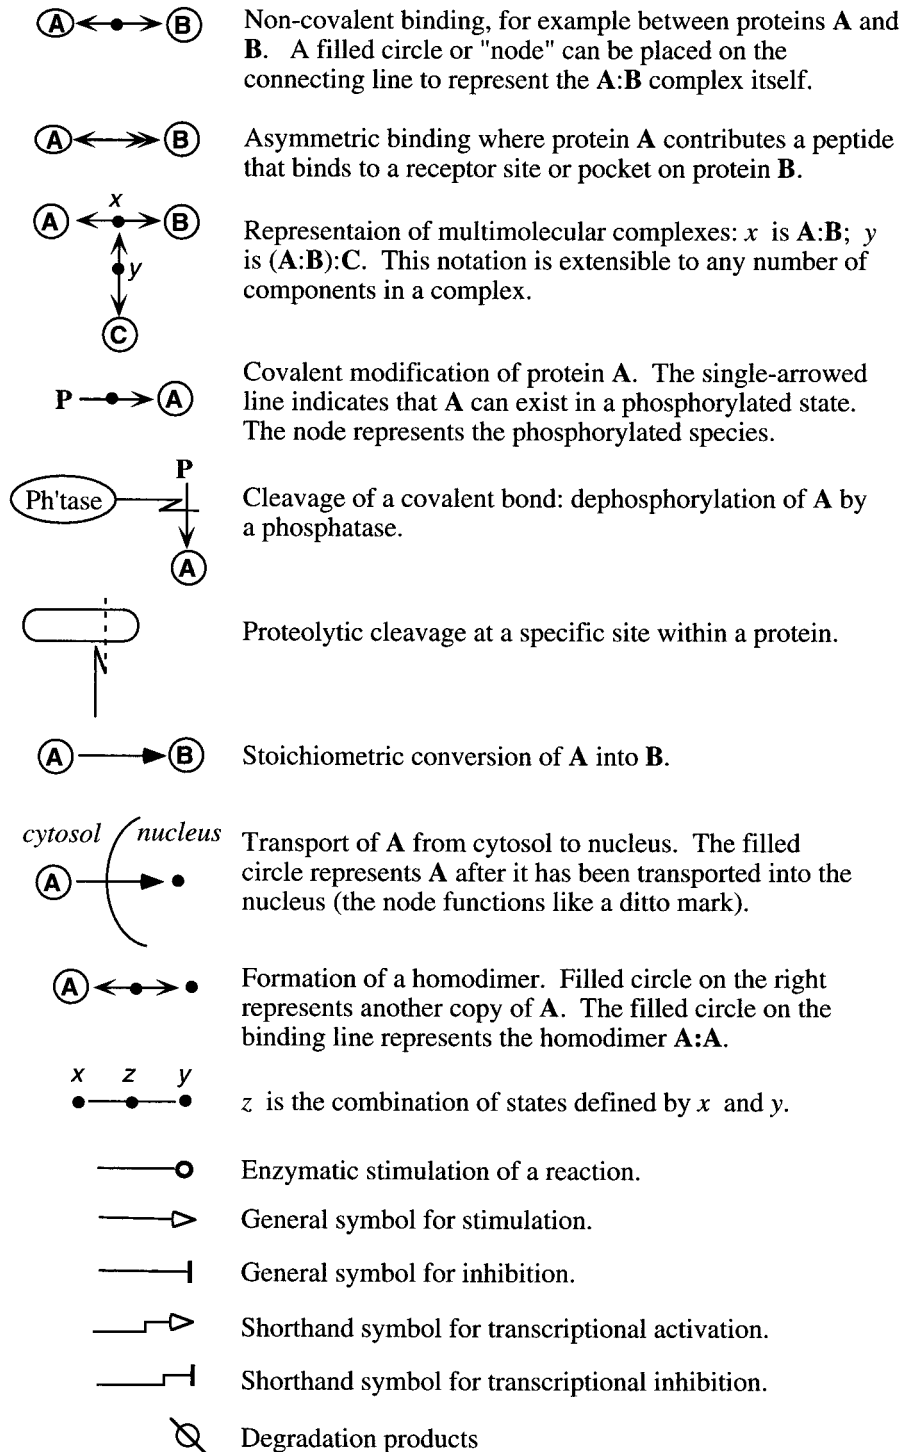 A B Non-covalent binding, for example between proteins A and
B. A filled circle or "node" can be placed on the
connecting line to represent the A:B complex itself.
A B Asymmetric binding where protein A contributes a peptide
that binds to a receptor site or pocket on protein B.
x
A B Representaion of multimolecular complexes: x is A:B; y
y is (A:B):C. This notation is extensible to any number of
components in a complex.
C
Covalent modification of protein A. The single-arrowed
P A line indicates that A can exist in a phosphorylated state.
The node represents the phosphorylated species.
P
Ph'tase Cleavage of a covalent bond: dephosphorylation of A by
a phosphatase.
A
Proteolytic cleavage at a specific site within a protein.
A B Stoichiometric conversion of A into B.
cytosol nucleus Transport of A from cytosol to nucleus. The filled
A circle represents A after it has been transported into the
nucleus (the node functions like a ditto mark).
A Formation of a homodimer. Filled circle on the right
represents another copy of A. The filled circle on the
binding line represents the homodimer A:A.
x z y
z is the combination of states defined by x and y.
Enzymatic stimulation of a reaction.
General symbol for stimulation.
General symbol for inhibition.
Shorthand symbol for transcriptional activation.
Shorthand symbol for transcriptional inhibition.
Degradation products